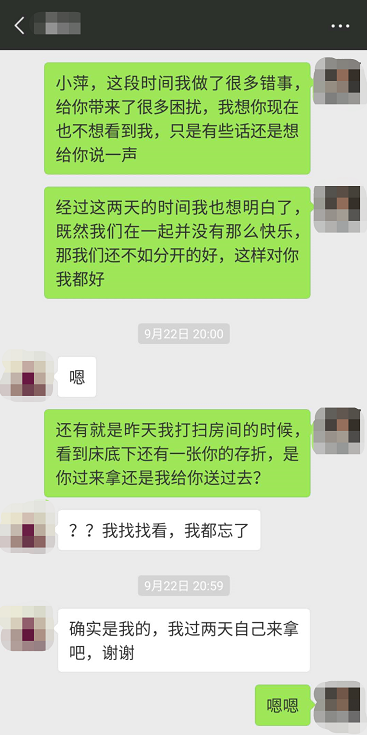 小萍，这段时间我做了很多错事，
给你带来了很多困扰，我想你现在
也不想看到我，只是有些话还是想
给你说一声
经过这两天的时间我也想明白了，
既然我们在一起并没有那么快乐，
那我们还不如分开的好，这样对你
我都好
9月22日 20:00
嗯
还有就是昨天我打扫房间的时候，
看到床底下还有一张你的存折，是
你过来拿还是我给你送过去？
？？我找找看，我都忘了
9月22日 20:59
确实是我的，我过两天自己来拿
吧，谢谢
嗯嗯